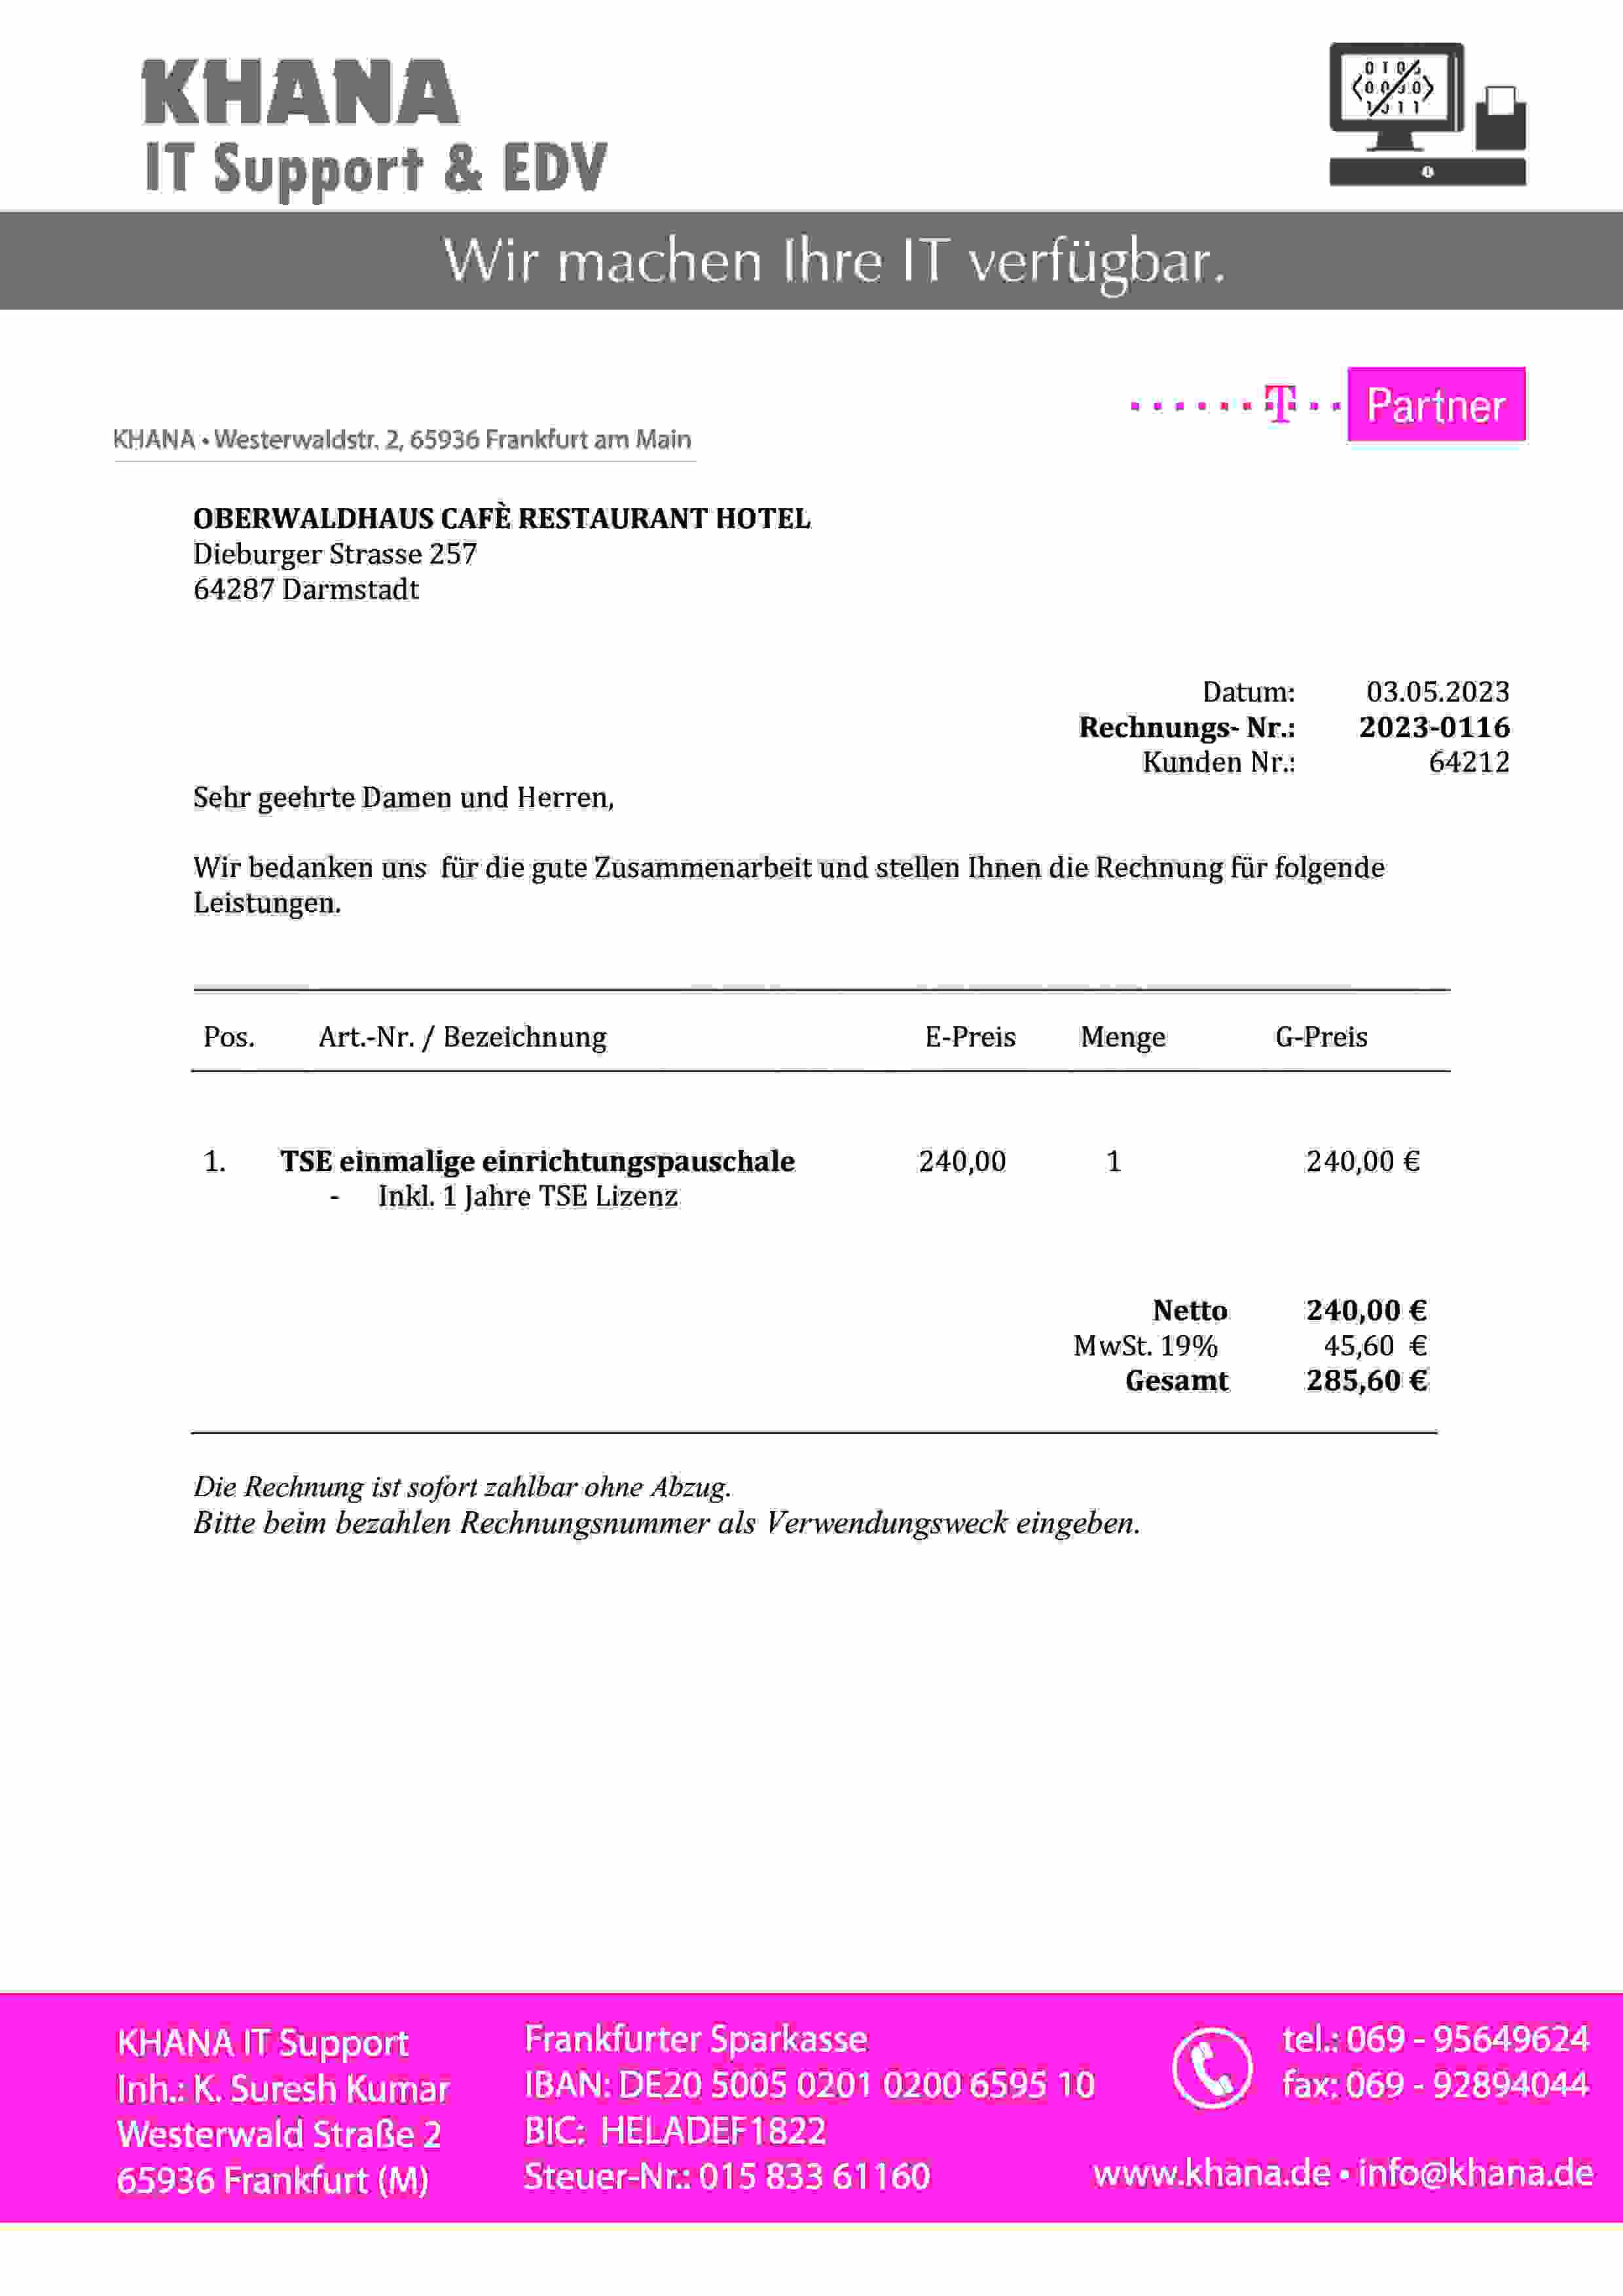 KHANA
IT Support & EDV
Wir machen Ihre IT verfügbar.
T Partner
KHANA • Westerwaldstr. 2, 65936 Frankfurt am Main
OBERWALDHAUS CAFÈ RESTAURANT HOTEL
Dieburger Strasse 257
64287 Darmstadt
Datum: 03.05.2023
Rechnungs- Nr.: 2023-0116
Kunden Nr.: 64212
Sehr geehrte Damen und Herren,
Wir bedanken uns für die gute Zusammenarbeit und stellen Ihnen die Rechnung für folgende
Leistungen.
Pos. Art.-Nr. / Bezeichnung E-Preis Menge G-Preis
1. TSE einmalige einrichtungspauschale 240,00 1 240,00 €
- Inkl. 1 Jahre TSE Lizenz
Netto 240,00 €
MwSt. 19% 45,60 €
Gesamt 285,60 €
Die Rechnung ist sofort zahlbar ohne Abzug.
Bitte beim bezahlen Rechnungsnummer als Verwendungsweck eingeben.
KHANA IT Support
Inh.: K. Suresh Kumar
Westerwald Straße 2
65936 Frankfurt (M)
Frankfurter Sparkasse
IBAN: DE20 5005 0201 0200 6595 10
BIC: HELADEF1822
Steuer-Nr.: 015 833 61160
tel.: 069 - 95649624
fax: 069 - 92894044
www.khana.de • info@khana.de